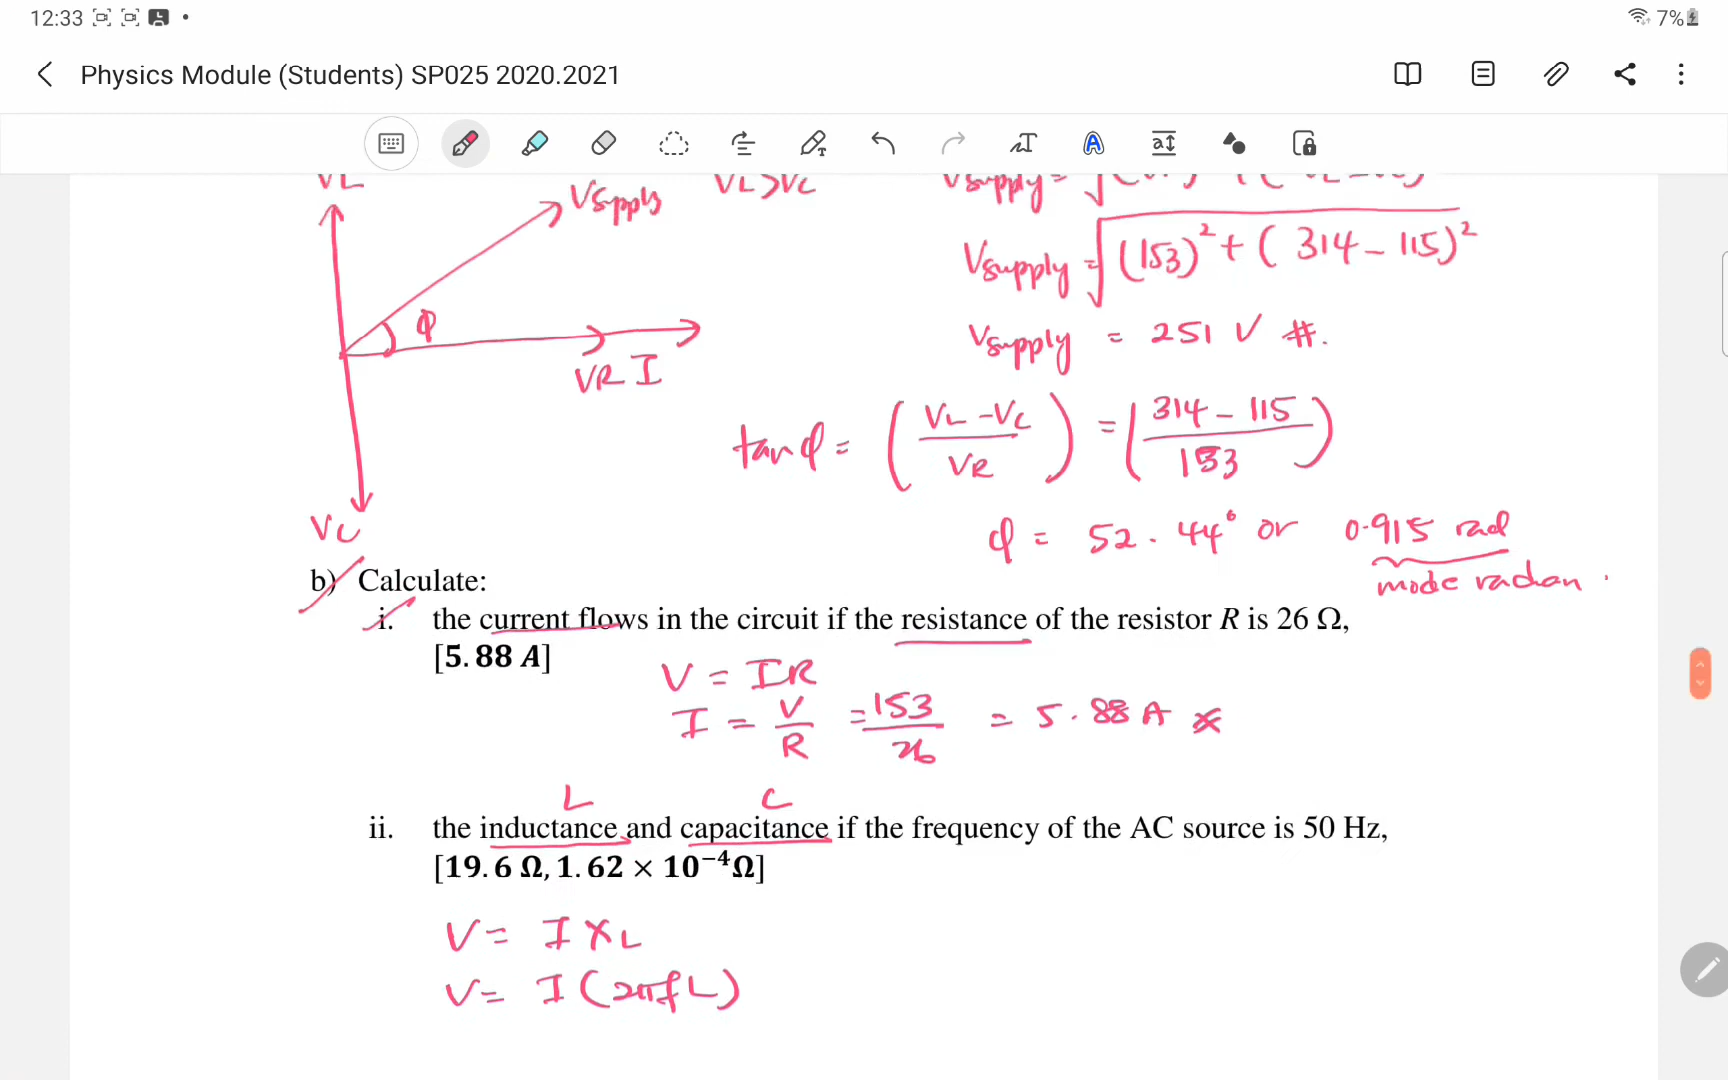 12:33
7%
Physics Module (Students) SP025 2020.2021
VL
Vsupply
VL>VC
Vsupply =
Vsupply = √(153)² + (314 - 115)²
Φ
Vsupply = 251 V #.
VR I
tan Φ = (VL - VC / VR) = (314 - 115 / 153)
VC
Φ = 52.44° or 0.915 rad
mode radian.
b) Calculate:
i. the current flows in the circuit if the resistance of the resistor R is 26 Ω,
[5.88 A]
V = IR
I = V/R = 153/26 = 5.88 A
L C
ii. the inductance and capacitance if the frequency of the AC source is 50 Hz,
[19.6 Ω, 1.62 × 10⁻⁴Ω]
V = I XL
V = I (2πfL)